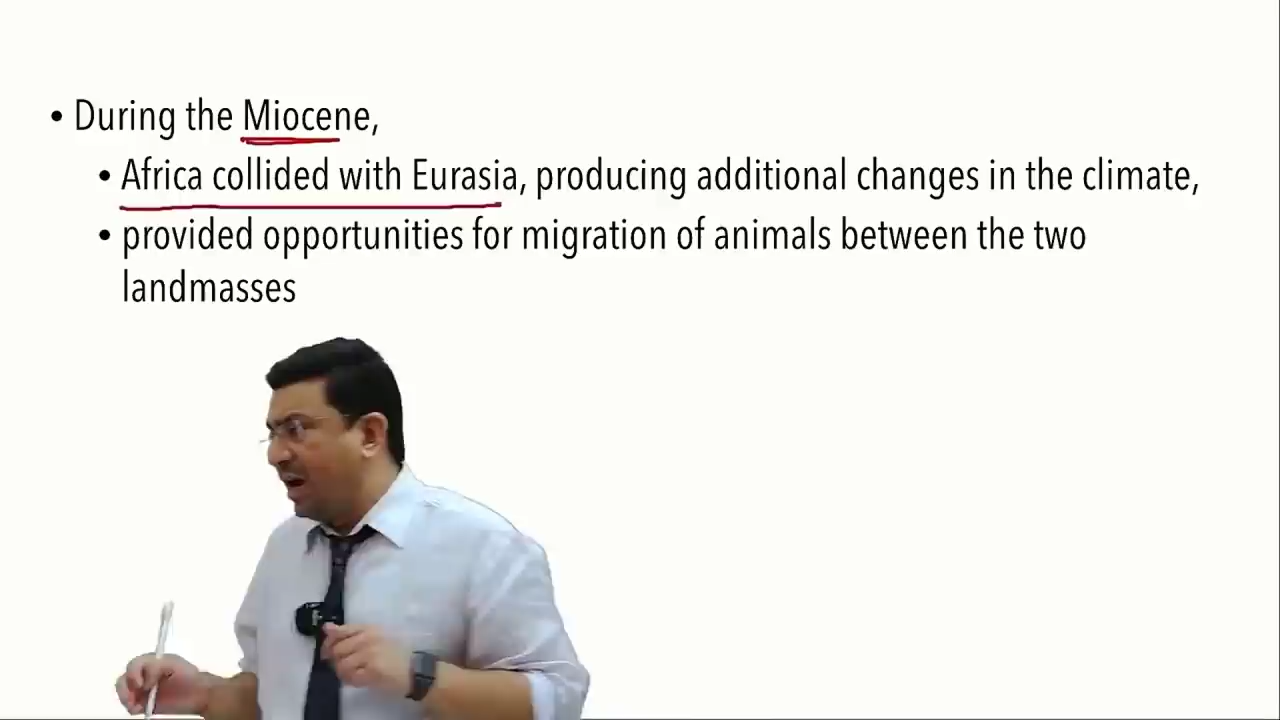 • During the Miocene,
• Africa collided with Eurasia, producing additional changes in the climate,
• provided opportunities for migration of animals between the two
landmasses